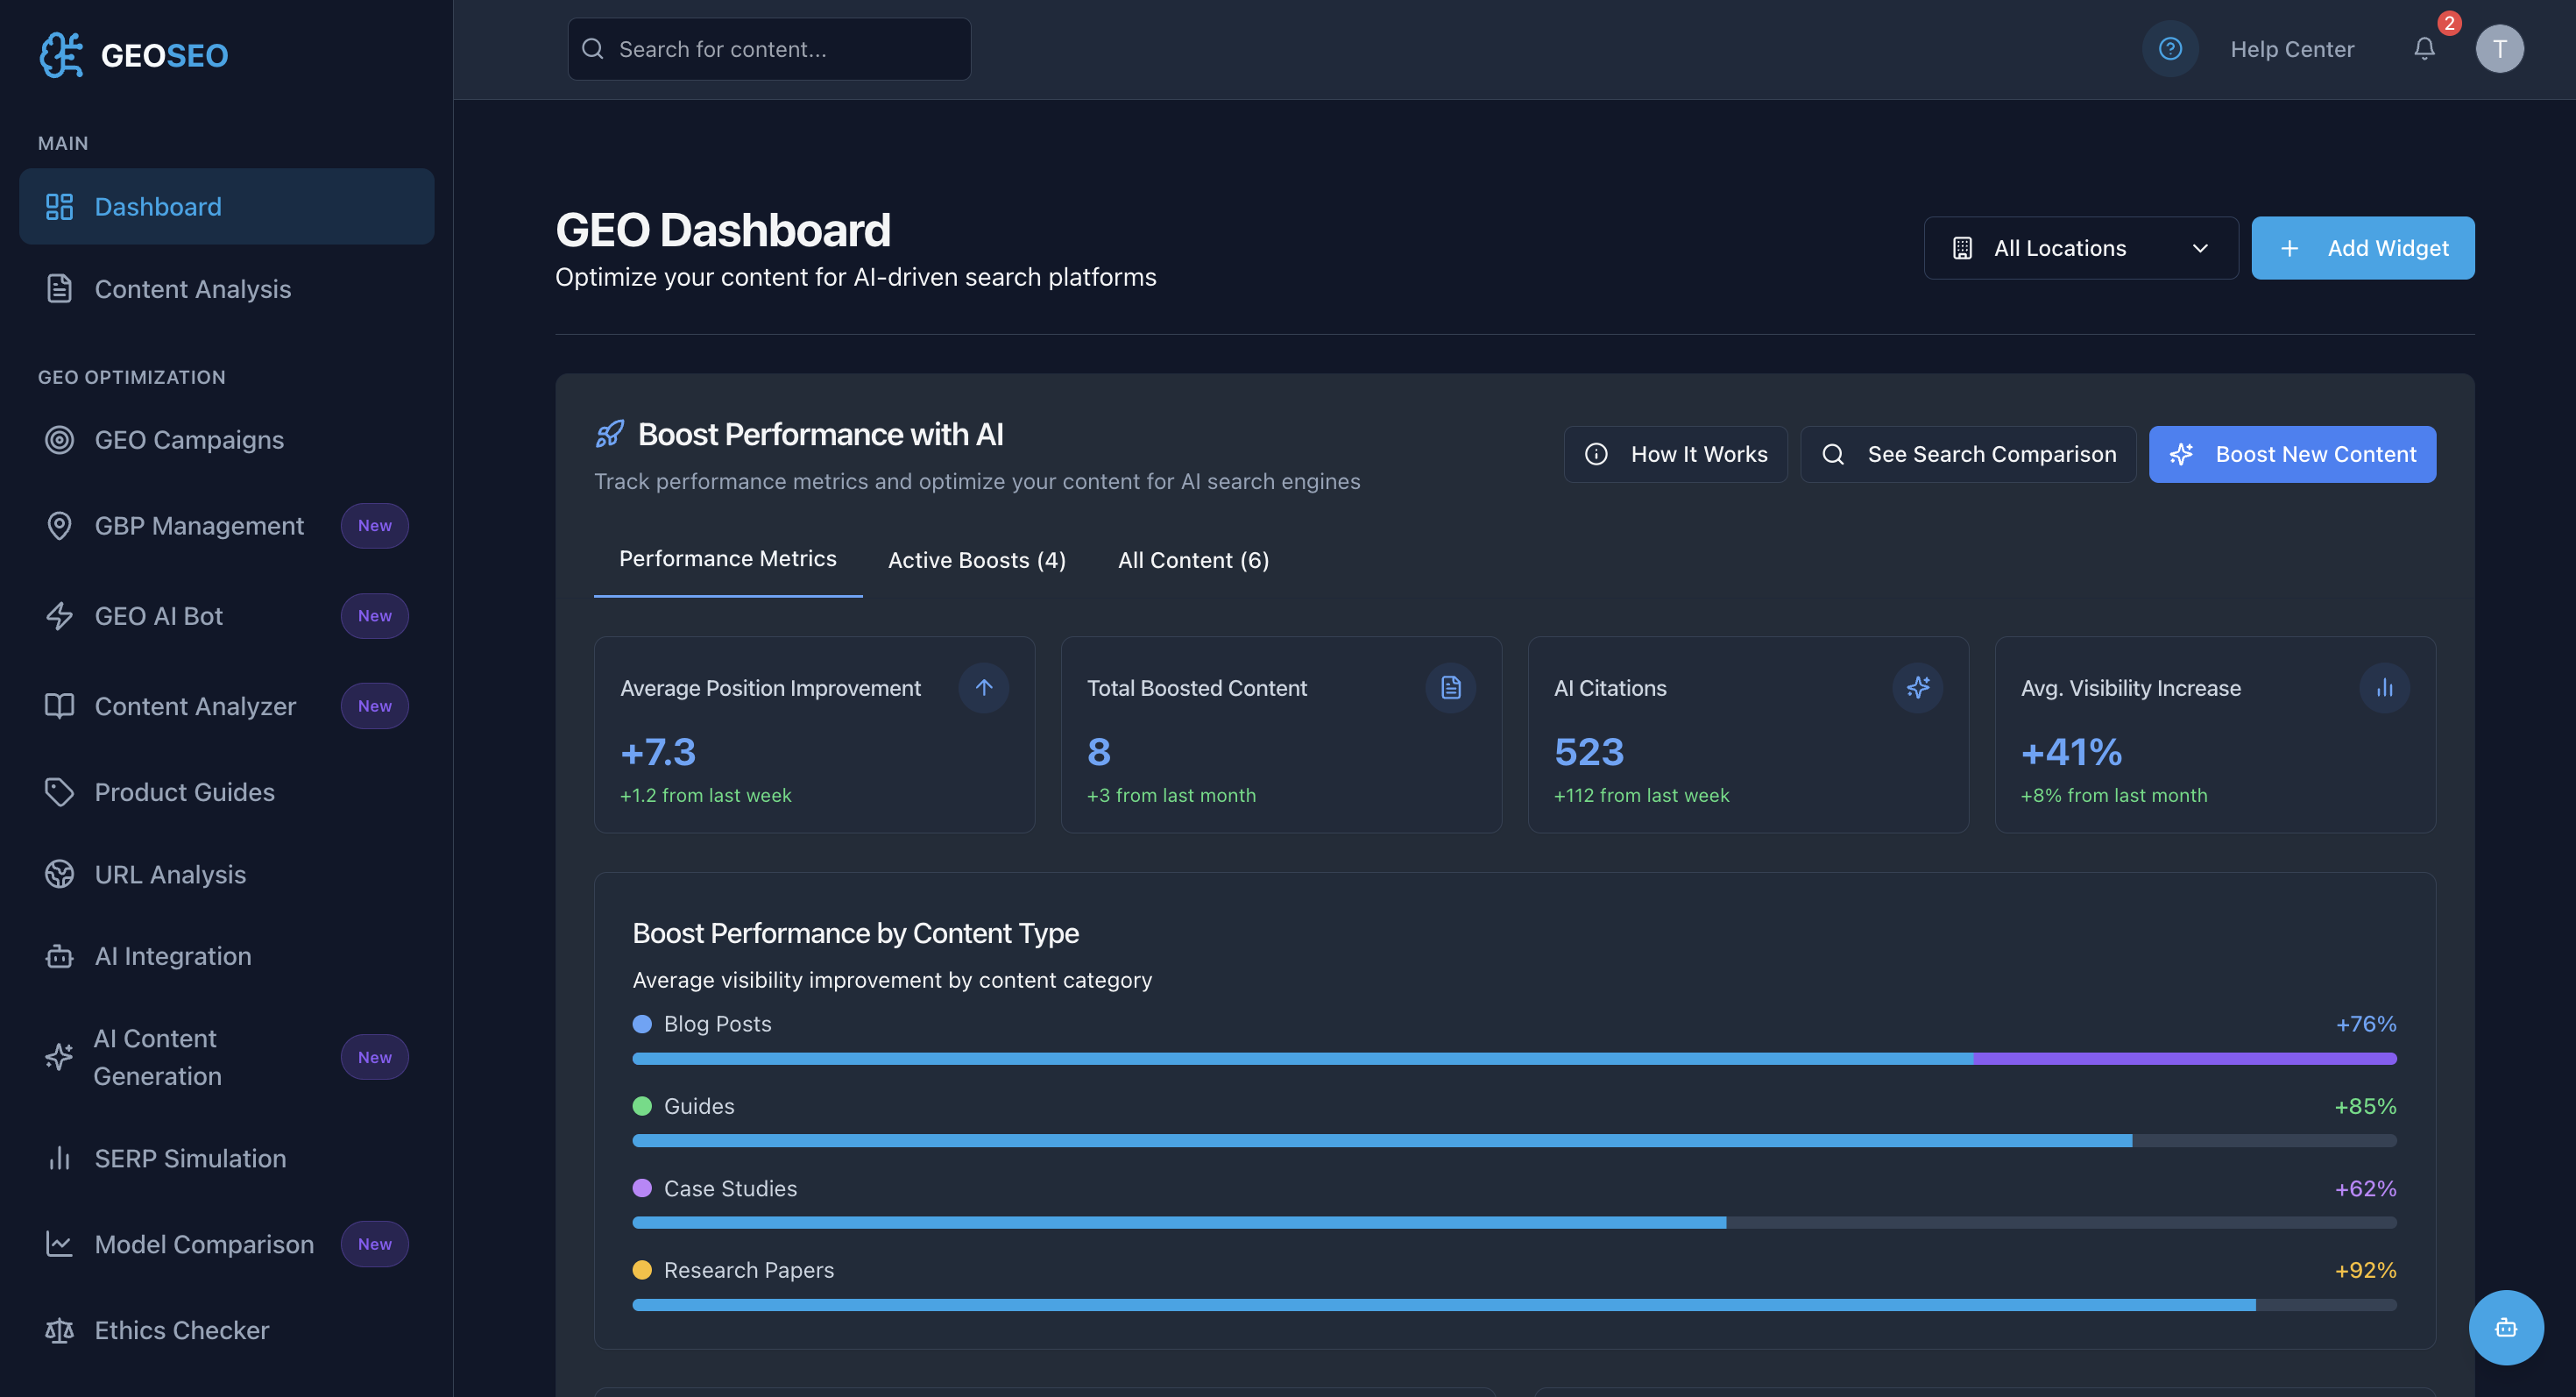 GEOSEO
Search for content...
Help Center
2
T
MAIN
Dashboard
Content Analysis
GEO OPTIMIZATION
GEO Campaigns
GBP Management New
GEO AI Bot New
Content Analyzer New
Product Guides
URL Analysis
AI Integration
AI Content
Generation
New
SERP Simulation
Model Comparison New
Ethics Checker
GEO Dashboard
Optimize your content for AI-driven search platforms
All Locations
Add Widget
Boost Performance with AI
Track performance metrics and optimize your content for AI search engines
How It Works
See Search Comparison
Boost New Content
Performance Metrics
Active Boosts (4)
All Content (6)
Average Position Improvement
+7.3
+1.2 from last week
Total Boosted Content
8
+3 from last month
AI Citations
523
+112 from last week
Avg. Visibility Increase
+41%
+8% from last month
Boost Performance by Content Type
Average visibility improvement by content category
Blog Posts +76%
Guides +85%
Case Studies +62%
Research Papers +92%